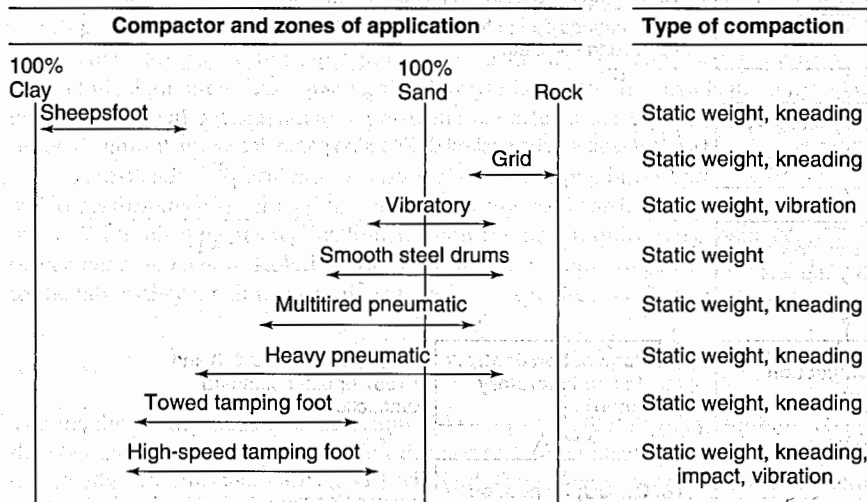 Compactor and zones of application Type of compaction
100% 100%
Clay Sand Rock
Sheepsfoot Static weight, kneading
Grid Static weight, kneading
Vibratory Static weight, vibration
Smooth steel drums Static weight
Multitired pneumatic Static weight, kneading
Heavy pneumatic Static weight, kneading
Towed tamping foot Static weight, kneading
High-speed tamping foot Static weight, kneading,
impact, vibration